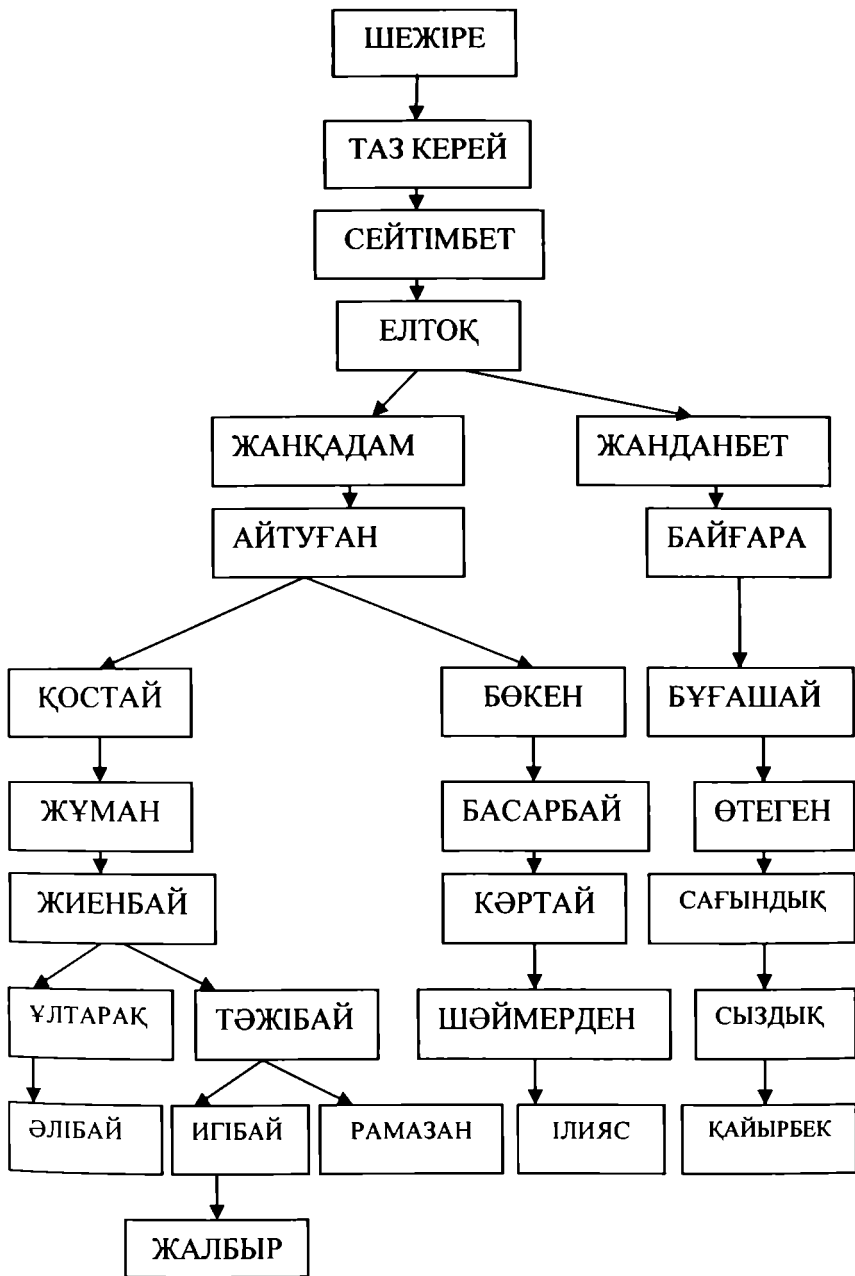 ШЕЖІРЕ
ТАЗ КЕРЕЙ
СЕЙТІМБЕТ
ЕЛТОҚ
ЖАНҚАДАМ
ЖАНДАНБЕТ
АЙТУҒАН
БАЙҒАРА
ҚОСТАЙ
БӨКЕН
БҰҒАШАЙ
ЖҰМАН
БАСАРБАЙ
ӨТЕГЕН
ЖИЕНБАЙ
КӘРТАЙ
САҒЫНДЫҚ
ҰЛТАРАҚ
ТӘЖІБАЙ
ШӘЙМЕРДЕН
СЫЗДЫҚ
ӘЛІБАЙ
ИГІБАЙ
РАМАЗАН
ІЛИЯС
ҚАЙЫРБЕК
ЖАЛБЫР